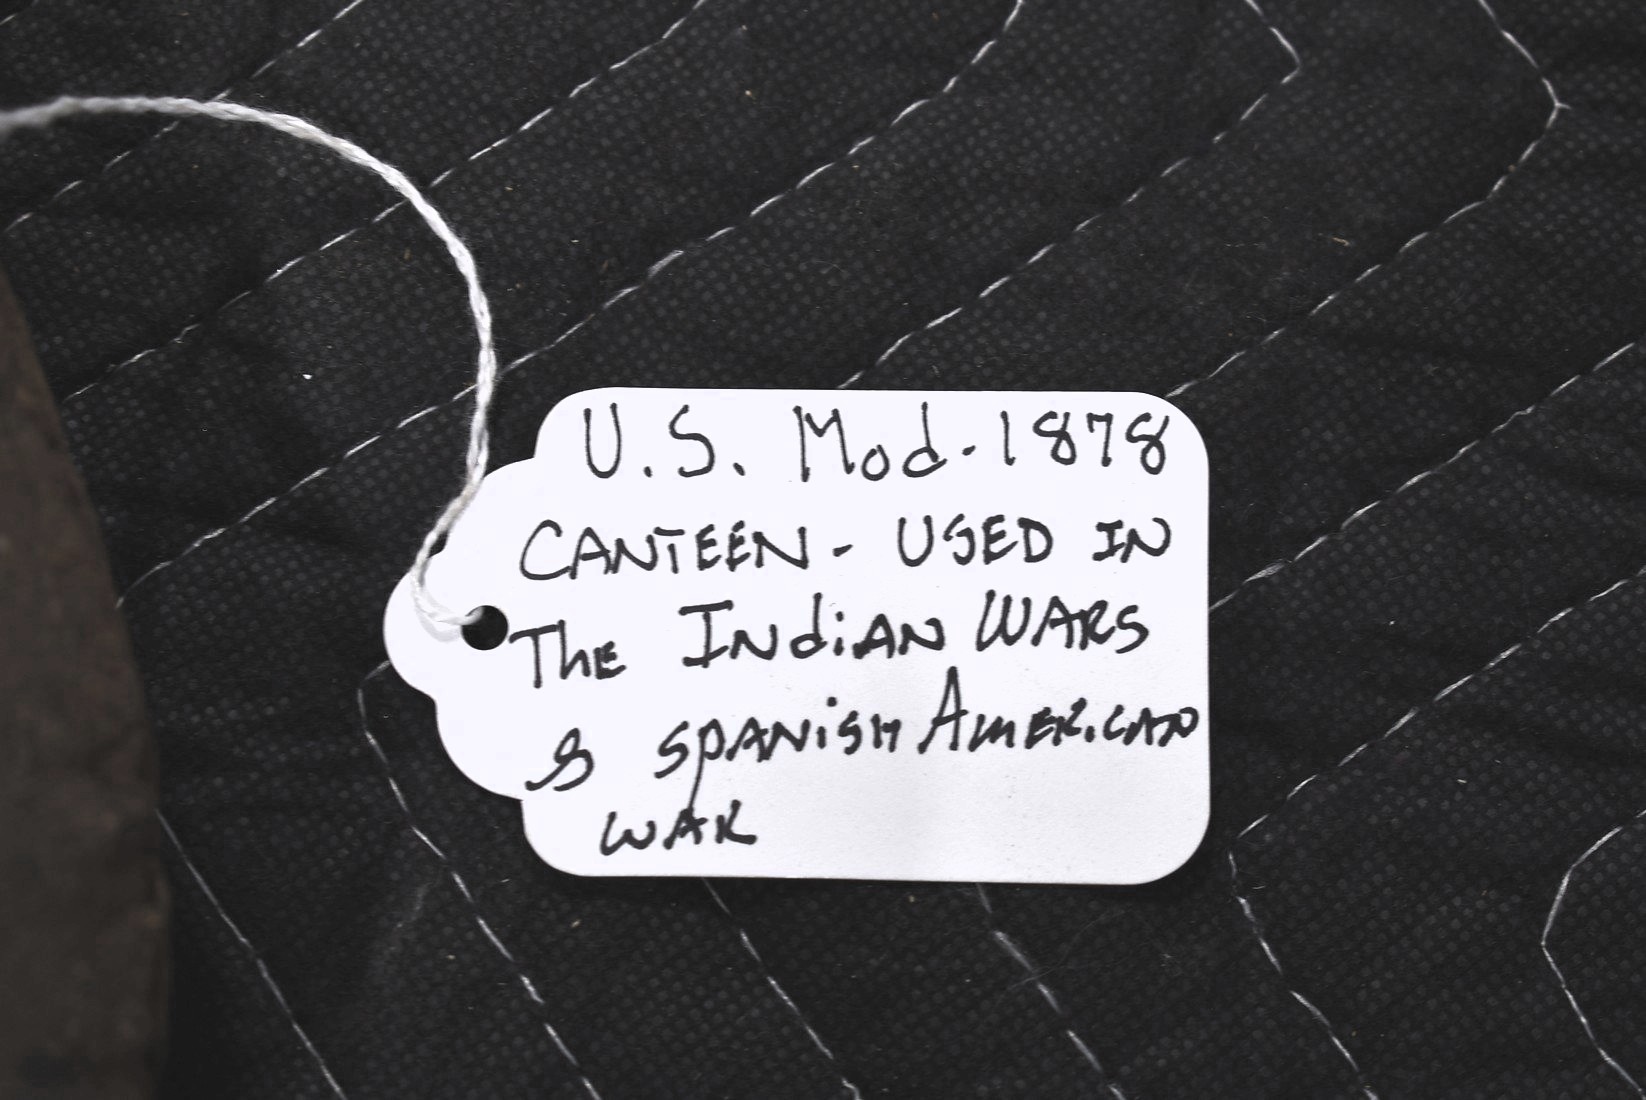 U.S. Mod. 1878
CANTEEN - USED IN
The INdiAN WARS
& SPANiSH AMERiCAN
WAR